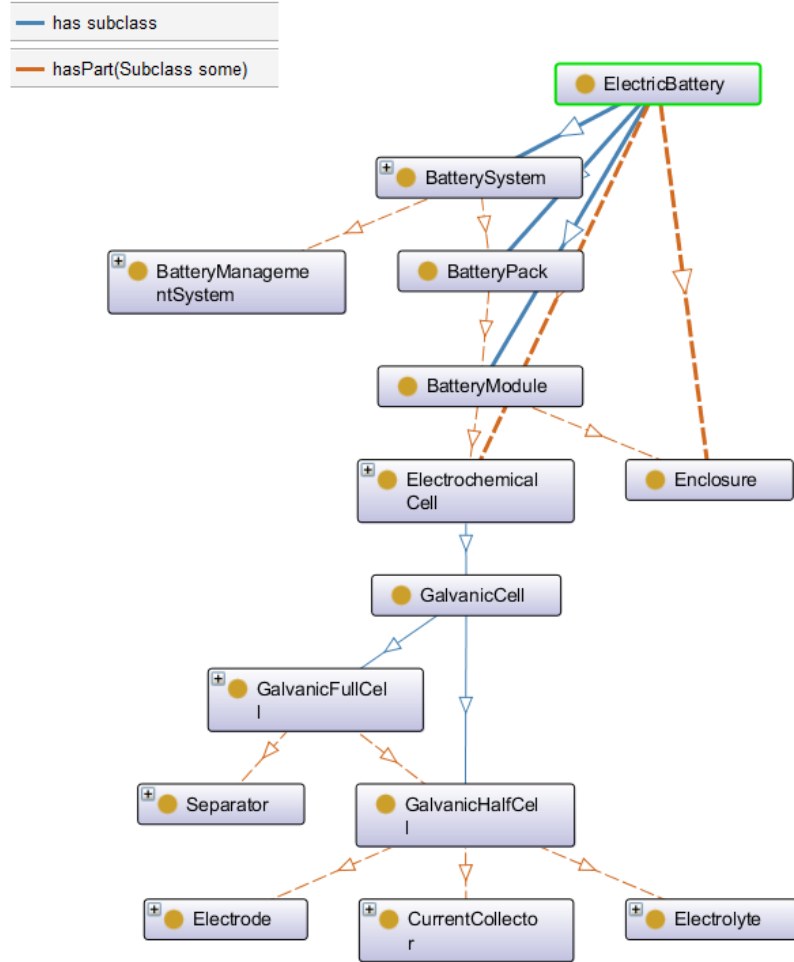 has subclass
hasPart(Subclass some)
ElectricBattery
BatterySystem
BatteryManageme
ntSystem
BatteryPack
BatteryModule
Electrochemical
Cell
Enclosure
GalvanicCell
GalvanicFullCel
l
Separator
GalvanicHalfCel
l
Electrode
CurrentCollecto
r
Electrolyte